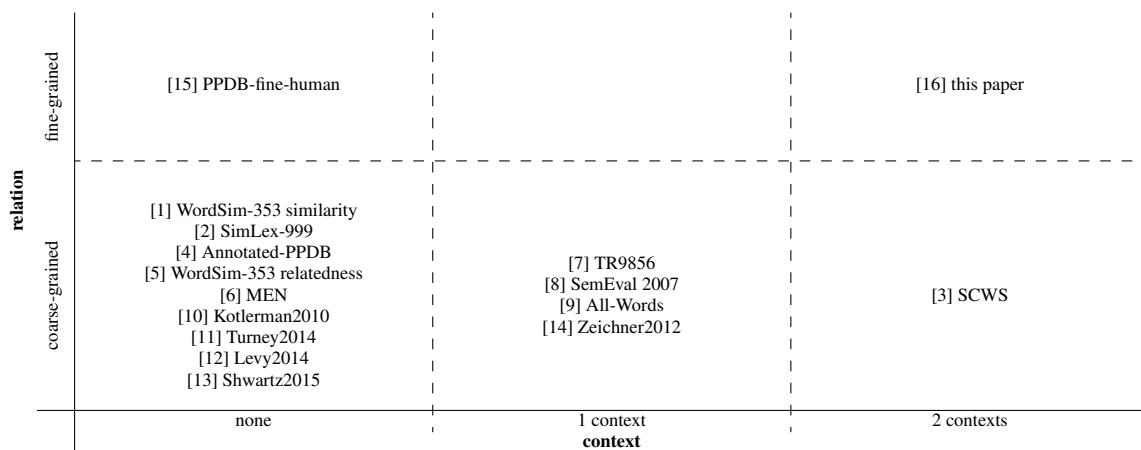 relation
fine-grained
[15] PPDB-fine-human
[16] this paper
coarse-grained
[1] WordSim-353 similarity
[2] SimLex-999
[4] Annotated-PPDB
[5] WordSim-353 relatedness
[6] MEN
[10] Kotlerman2010
[11] Turney2014
[12] Levy2014
[13] Shwartz2015
[7] TR9856
[8] SemEval 2007
[9] All-Words
[14] Zeichner2012
[3] SCWS
none
1 context
2 contexts
context